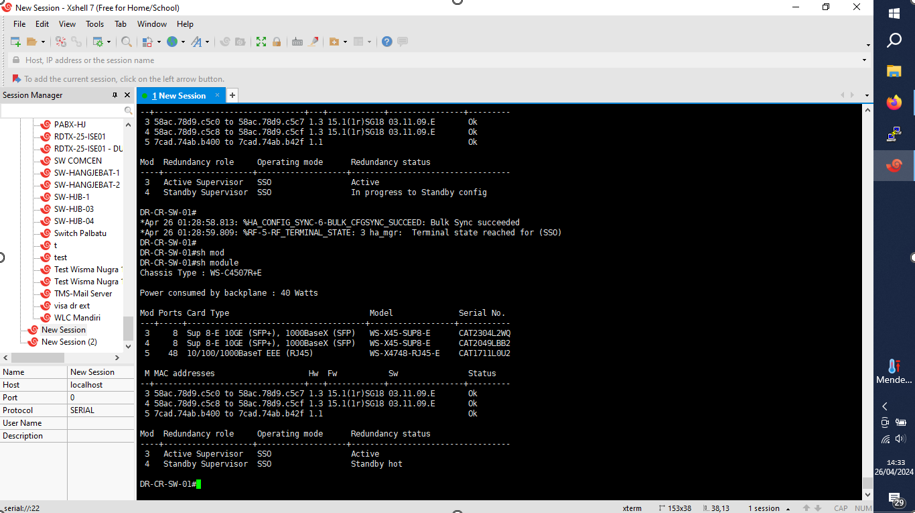 New Session - Xshell 7 (Free for Home/School)
File Edit View Tools Tab Window Help
Host, IP address or the session name
To add the current session, click on the left arrow button.
Session Manager
1 New Session
PABX-HJ
RDTX-25-ISE01
RDTX-25-ISE01 - DU
SW COMCEN
SW-HANGJEBAT-1
SW-HANGJEBAT-2
SW-HJB-1
SW-HJB-03
SW-HJB-04
Switch Palbatu
t
test
Test Wisma Nugra
Test Wisma Nugra
TMS-Mail Server
visa dr ext
WLC Mandiri
New Session
New Session (2)
Name New Session
Host localhost
Port 0
Protocol SERIAL
User Name
Description
--+--------------------------------+---+------------+----------------+---------
3 58ac.78d9.c5c0 to 58ac.78d9.c5c7 1.3 15.1(1r)SG18 03.11.09.E Ok
4 58ac.78d9.c5c8 to 58ac.78d9.c5cf 1.3 15.1(1r)SG18 03.11.09.E Ok
5 7cad.74ab.b400 to 7cad.74ab.b42f 1.1 Ok
Mod Redundancy role Operating mode Redundancy status
----+-------------------+-------------------+----------------------------------
3 Active Supervisor SSO Active
4 Standby Supervisor SSO In progress to Standby config
DR-CR-SW-01#
*Apr 26 01:28:58.813: %HA_CONFIG_SYNC-6-BULK_CFGSYNC_SUCCEED: Bulk Sync succeeded
*Apr 26 01:28:59.809: %RF-5-RF_TERMINAL_STATE: 3 ha_mgr: Terminal state reached for (SSO)
DR-CR-SW-01#
DR-CR-SW-01#sh mod
DR-CR-SW-01#sh module
Chassis Type : WS-C4507R+E
Power consumed by backplane : 40 Watts
Mod Ports Card Type Model Serial No.
---+-----+--------------------------------------+------------------+-----------
3 8 Sup 8-E 10GE (SFP+), 1000BaseX (SFP) WS-X45-SUP8-E CAT2304L2WQ
4 8 Sup 8-E 10GE (SFP+), 1000BaseX (SFP) WS-X45-SUP8-E CAT2049LBB2
5 48 10/100/1000BaseT EEE (RJ45) WS-X4748-RJ45-E CAT1711L0U2
M MAC addresses Hw Fw Sw Status
--+--------------------------------+---+------------+----------------+---------
3 58ac.78d9.c5c0 to 58ac.78d9.c5c7 1.3 15.1(1r)SG18 03.11.09.E Ok
4 58ac.78d9.c5c8 to 58ac.78d9.c5cf 1.3 15.1(1r)SG18 03.11.09.E Ok
5 7cad.74ab.b400 to 7cad.74ab.b42f 1.1 Ok
Mod Redundancy role Operating mode Redundancy status
----+-------------------+-------------------+----------------------------------
3 Active Supervisor SSO Active
4 Standby Supervisor SSO Standby hot
DR-CR-SW-01#
serial://:22
xterm 153x38 38,13 1 session CAP NUM
Mende...
14:33
26/04/2024
29